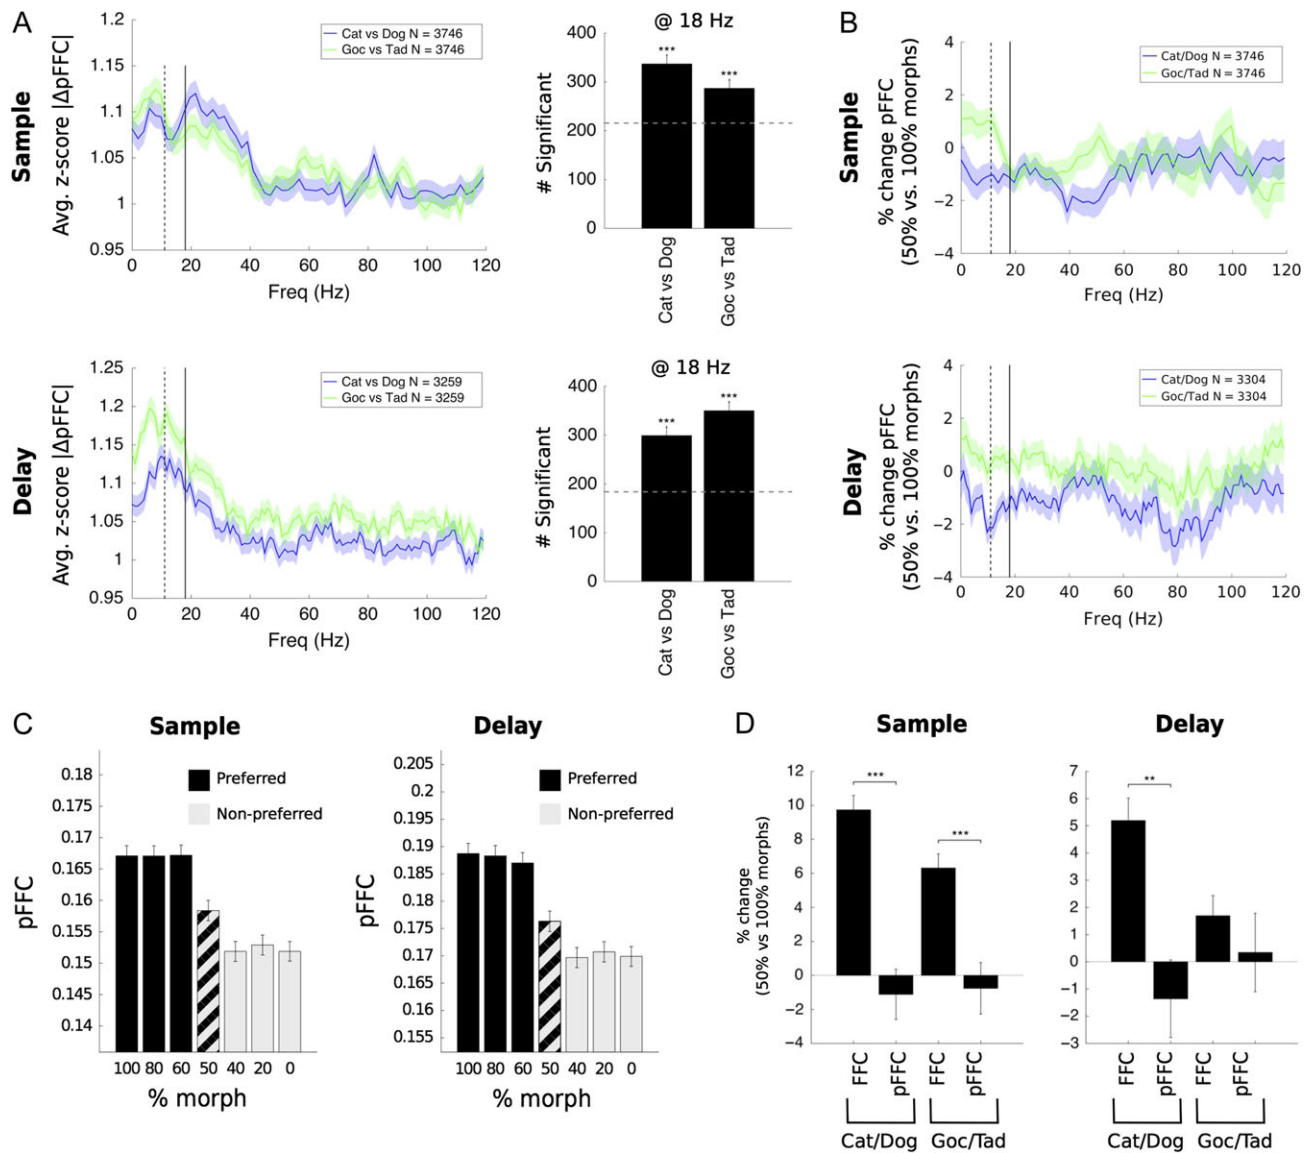 A
Sample
Avg. z-score |ΔpFFC|
1.2
1.15
1.1
1.05
1
0.95
Cat vs Dog N = 3746
Goc vs Tad N = 3746
0 20 40 60 80 100 120
Freq (Hz)
@ 18 Hz
# Significant
400
300
200
100
0
*** ***
Cat vs Dog
Goc vs Tad
B
Sample
% change pFFC
(50% vs. 100% morphs)
4
2
0
−2
−4
Cat/Dog N = 3746
Goc/Tad N = 3746
0 20 40 60 80 100 120
Freq (Hz)
Delay
Avg. z-score |ΔpFFC|
1.25
1.2
1.15
1.1
1.05
1
0.95
Cat vs Dog N = 3259
Goc vs Tad N = 3259
0 20 40 60 80 100 120
Freq (Hz)
@ 18 Hz
# Significant
400
300
200
100
0
*** ***
Cat vs Dog
Goc vs Tad
Delay
% change pFFC
(50% vs. 100% morphs)
4
2
0
−2
−4
Cat/Dog N = 3304
Goc/Tad N = 3304
0 20 40 60 80 100 120
Freq (Hz)
C
Sample
pFFC
0.18
0.175
0.17
0.165
0.16
0.155
0.15
0.145
0.14
Preferred
Non-preferred
100 80 60 50 40 20 0
% morph
Delay
pFFC
0.205
0.2
0.195
0.19
0.185
0.18
0.175
0.17
0.165
0.16
0.155
Preferred
Non-preferred
100 80 60 50 40 20 0
% morph
D
Sample
% change
(50% vs 100% morphs)
12
10
8
6
4
2
0
−2
−4
***
***
FFC pFFC FFC pFFC
Cat/Dog Goc/Tad
Delay
7
6
5
4
3
2
1
0
−1
−2
−3
**
FFC pFFC FFC pFFC
Cat/Dog Goc/Tad